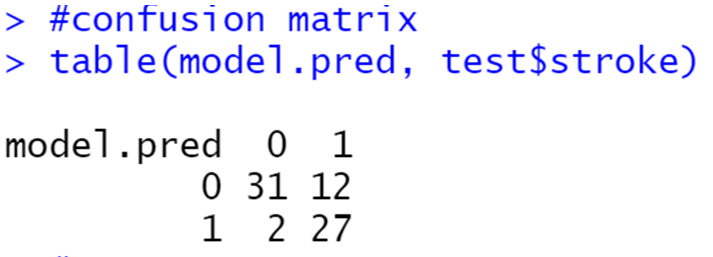 > #confusion matrix
> table(model.pred, test$stroke)
model.pred 0 1
0 31 12
1 2 27